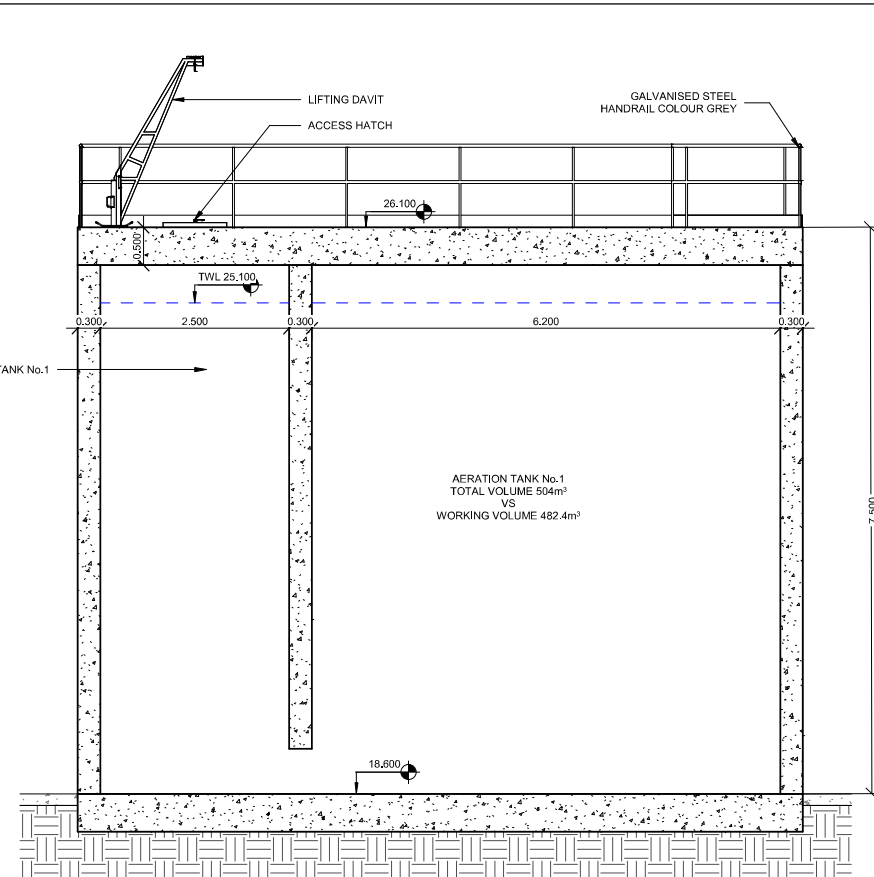 LIFTING DAVIT
GALVANISED STEEL
HANDRAIL COLOUR GREY
ACCESS HATCH
26.100
0.500
TWL 25.100
0.300
2.500
0.300
6.200
0.300
TANK No.1
AERATION TANK No.1
TOTAL VOLUME 504m³
VS
WORKING VOLUME 482.4m³
7.500
18.600